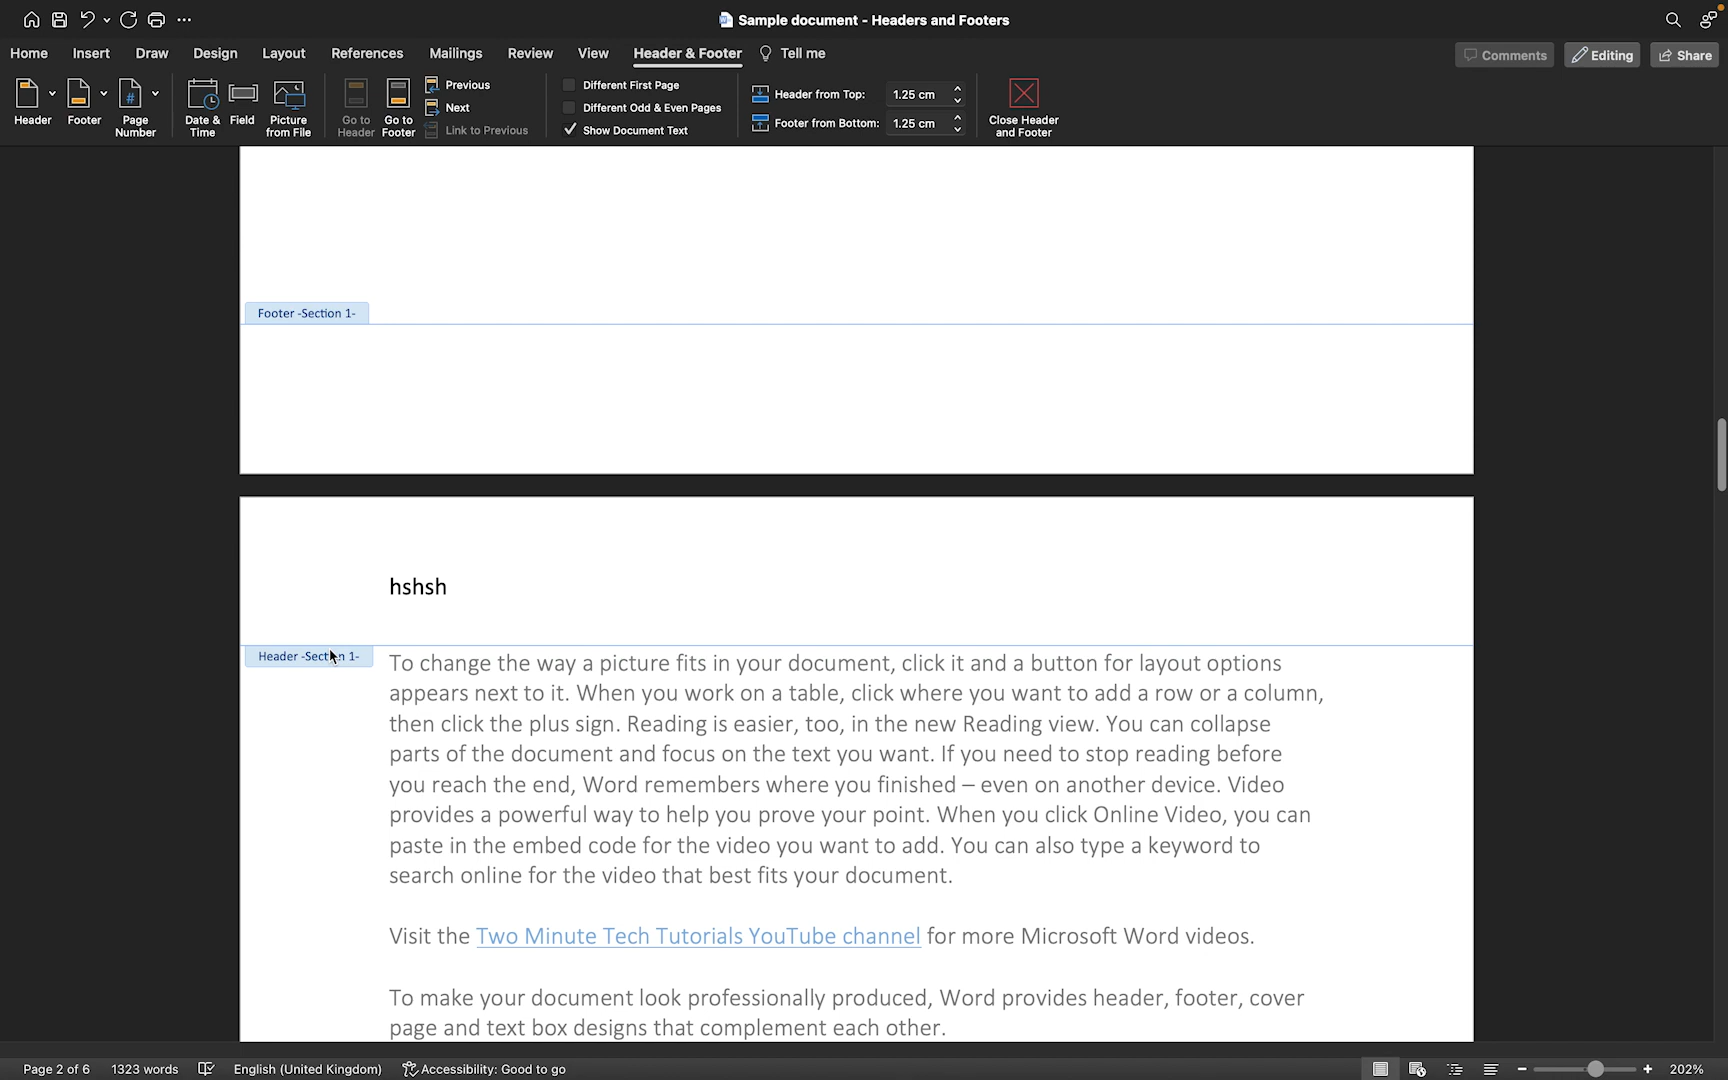 Sample document - Headers and Footers
Home Insert Draw Design Layout References Mailings Review View Header & Footer Tell me
Comments Editing Share
Header Footer Page Number Date & Time Field Picture from File Go to Header Go to Footer
Previous
Next
Link to Previous
Different First Page
Different Odd & Even Pages
Show Document Text
Header from Top: 1.25 cm
Footer from Bottom: 1.25 cm
Close Header and Footer
Footer -Section 1-
hshsh
Header -Section 1-
To change the way a picture fits in your document, click it and a button for layout options
appears next to it. When you work on a table, click where you want to add a row or a column,
then click the plus sign. Reading is easier, too, in the new Reading view. You can collapse
parts of the document and focus on the text you want. If you need to stop reading before
you reach the end, Word remembers where you finished – even on another device. Video
provides a powerful way to help you prove your point. When you click Online Video, you can
paste in the embed code for the video you want to add. You can also type a keyword to
search online for the video that best fits your document.
Visit the Two Minute Tech Tutorials YouTube channel for more Microsoft Word videos.
To make your document look professionally produced, Word provides header, footer, cover
page and text box designs that complement each other.
Page 2 of 6 1323 words English (United Kingdom) Accessibility: Good to go 202%